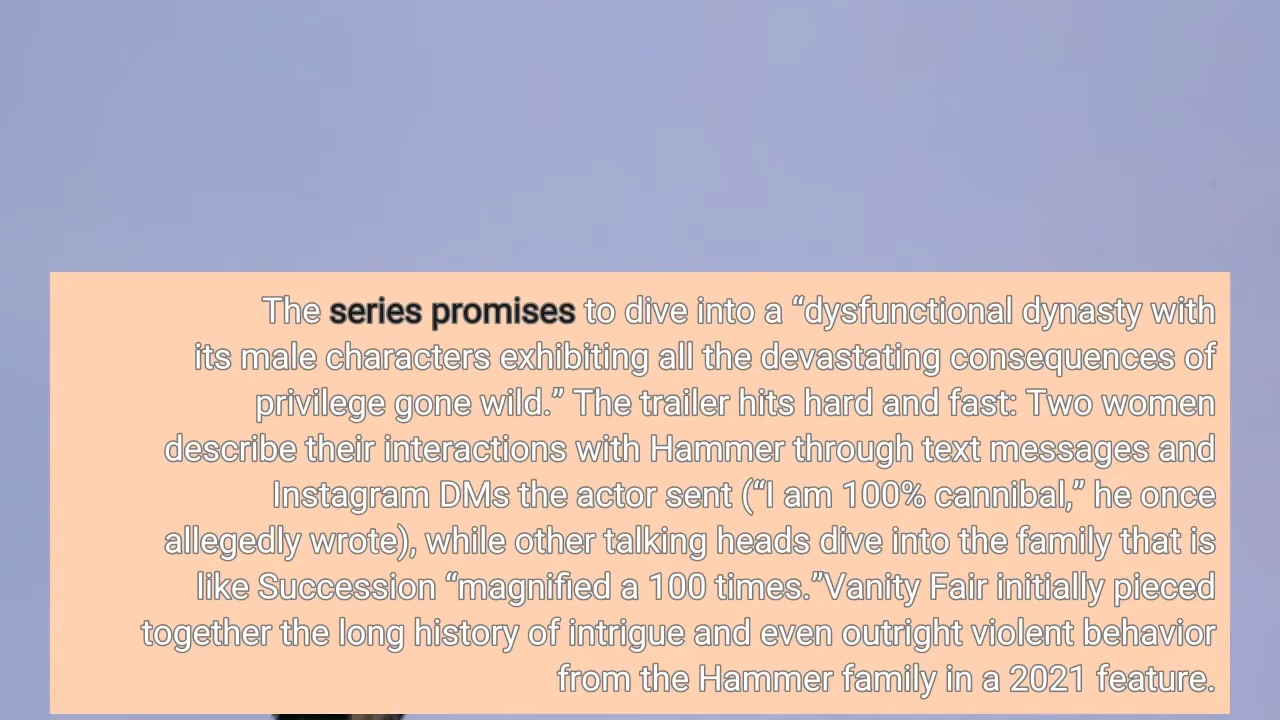 The series promises to dive into a “dysfunctional dynasty with
its male characters exhibiting all the devastating consequences of
privilege gone wild.” The trailer hits hard and fast: Two women
describe their interactions with Hammer through text messages and
Instagram DMs the actor sent (“I am 100% cannibal,” he once
allegedly wrote), while other talking heads dive into the family that is
like Succession “magnified a 100 times.”Vanity Fair initially pieced
together the long history of intrigue and even outright violent behavior
from the Hammer family in a 2021 feature.